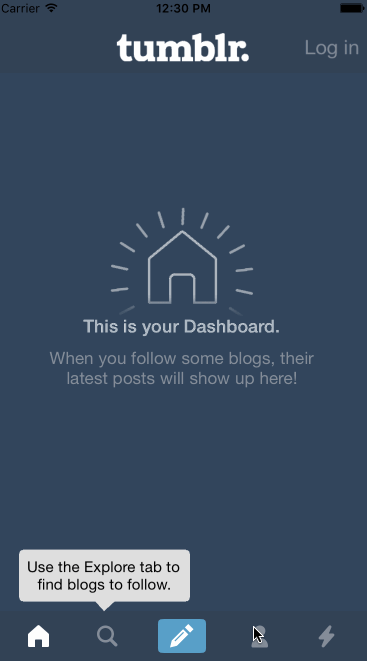 Carrier 12:30 PM
tumblr. Log in
This is your Dashboard.
When you follow some blogs, their
latest posts will show up here!
Use the Explore tab to
find blogs to follow.